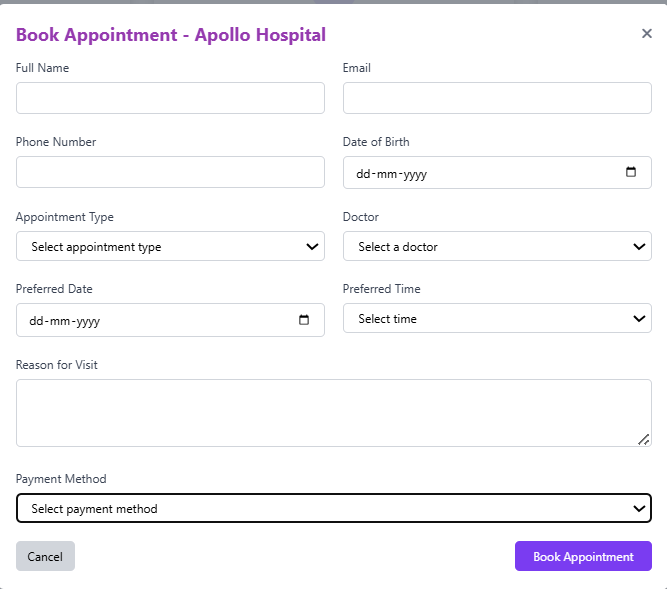 Book Appointment - Apollo Hospital
Full Name Email
Phone Number Date of Birth
dd-mm-yyyy
Appointment Type Doctor
Select appointment type Select a doctor
Preferred Date Preferred Time
dd-mm-yyyy Select time
Reason for Visit
Payment Method
Select payment method
Cancel Book Appointment